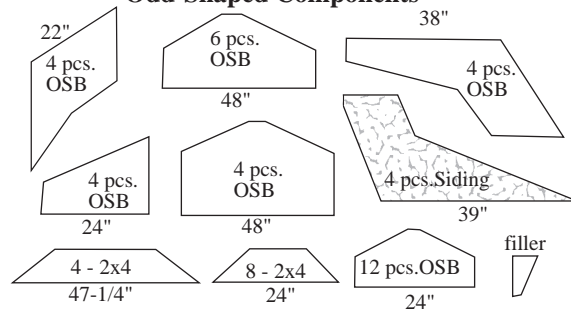 Odd-Shaped Components
22"
4 pcs.
OSB
6 pcs.
OSB
48"
38"
4 pcs.
OSB
4 pcs.
OSB
24"
4 pcs.
OSB
48"
4 pcs.Siding
39"
4 - 2x4
47-1/4"
8 - 2x4
24"
12 pcs.OSB
24"
filler